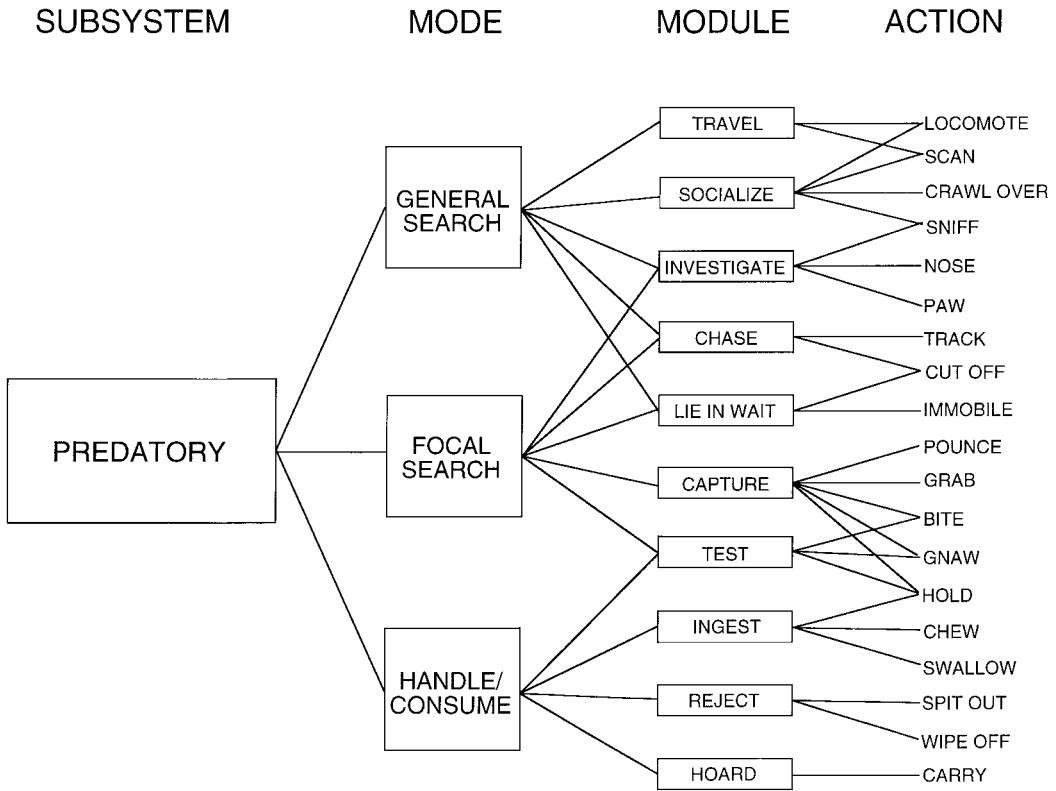 SUBSYSTEM MODE MODULE ACTION
PREDATORY
GENERAL
SEARCH
FOCAL
SEARCH
HANDLE/
CONSUME
TRAVEL
SOCIALIZE
INVESTIGATE
CHASE
LIE IN WAIT
CAPTURE
TEST
INGEST
REJECT
HOARD
LOCOMOTE
SCAN
CRAWL OVER
SNIFF
NOSE
PAW
TRACK
CUT OFF
IMMOBILE
POUNCE
GRAB
BITE
GNAW
HOLD
CHEW
SWALLOW
SPIT OUT
WIPE OFF
CARRY